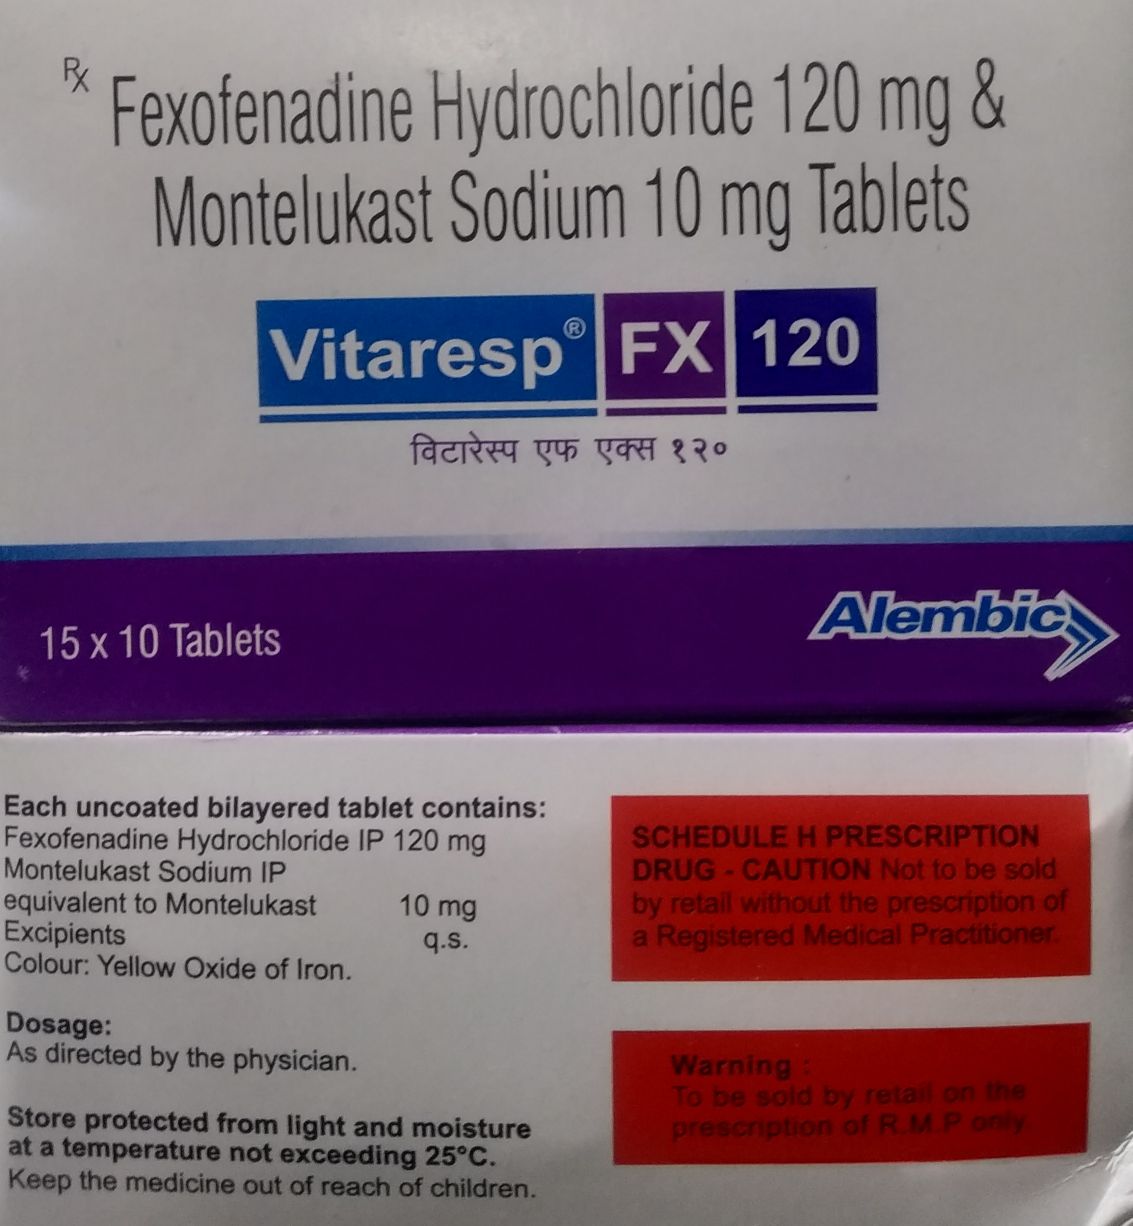 Rx Fexofenadine Hydrochloride 120 mg &
Montelukast Sodium 10 mg Tablets
Vitaresp® FX 120
विटारेस्प एफ एक्स १२०
15 x 10 Tablets
Alembic
Each uncoated bilayered tablet contains:
Fexofenadine Hydrochloride IP 120 mg
Montelukast Sodium IP
equivalent to Montelukast 10 mg
Excipients q.s.
Colour: Yellow Oxide of Iron.
Dosage:
As directed by the physician.
Store protected from light and moisture
at a temperature not exceeding 25°C.
Keep the medicine out of reach of children.
SCHEDULE H PRESCRIPTION
DRUG - CAUTION Not to be sold
by retail without the prescription of
a Registered Medical Practitioner.
Warning :
To be sold by retail on the
prescription of R.M.P only.